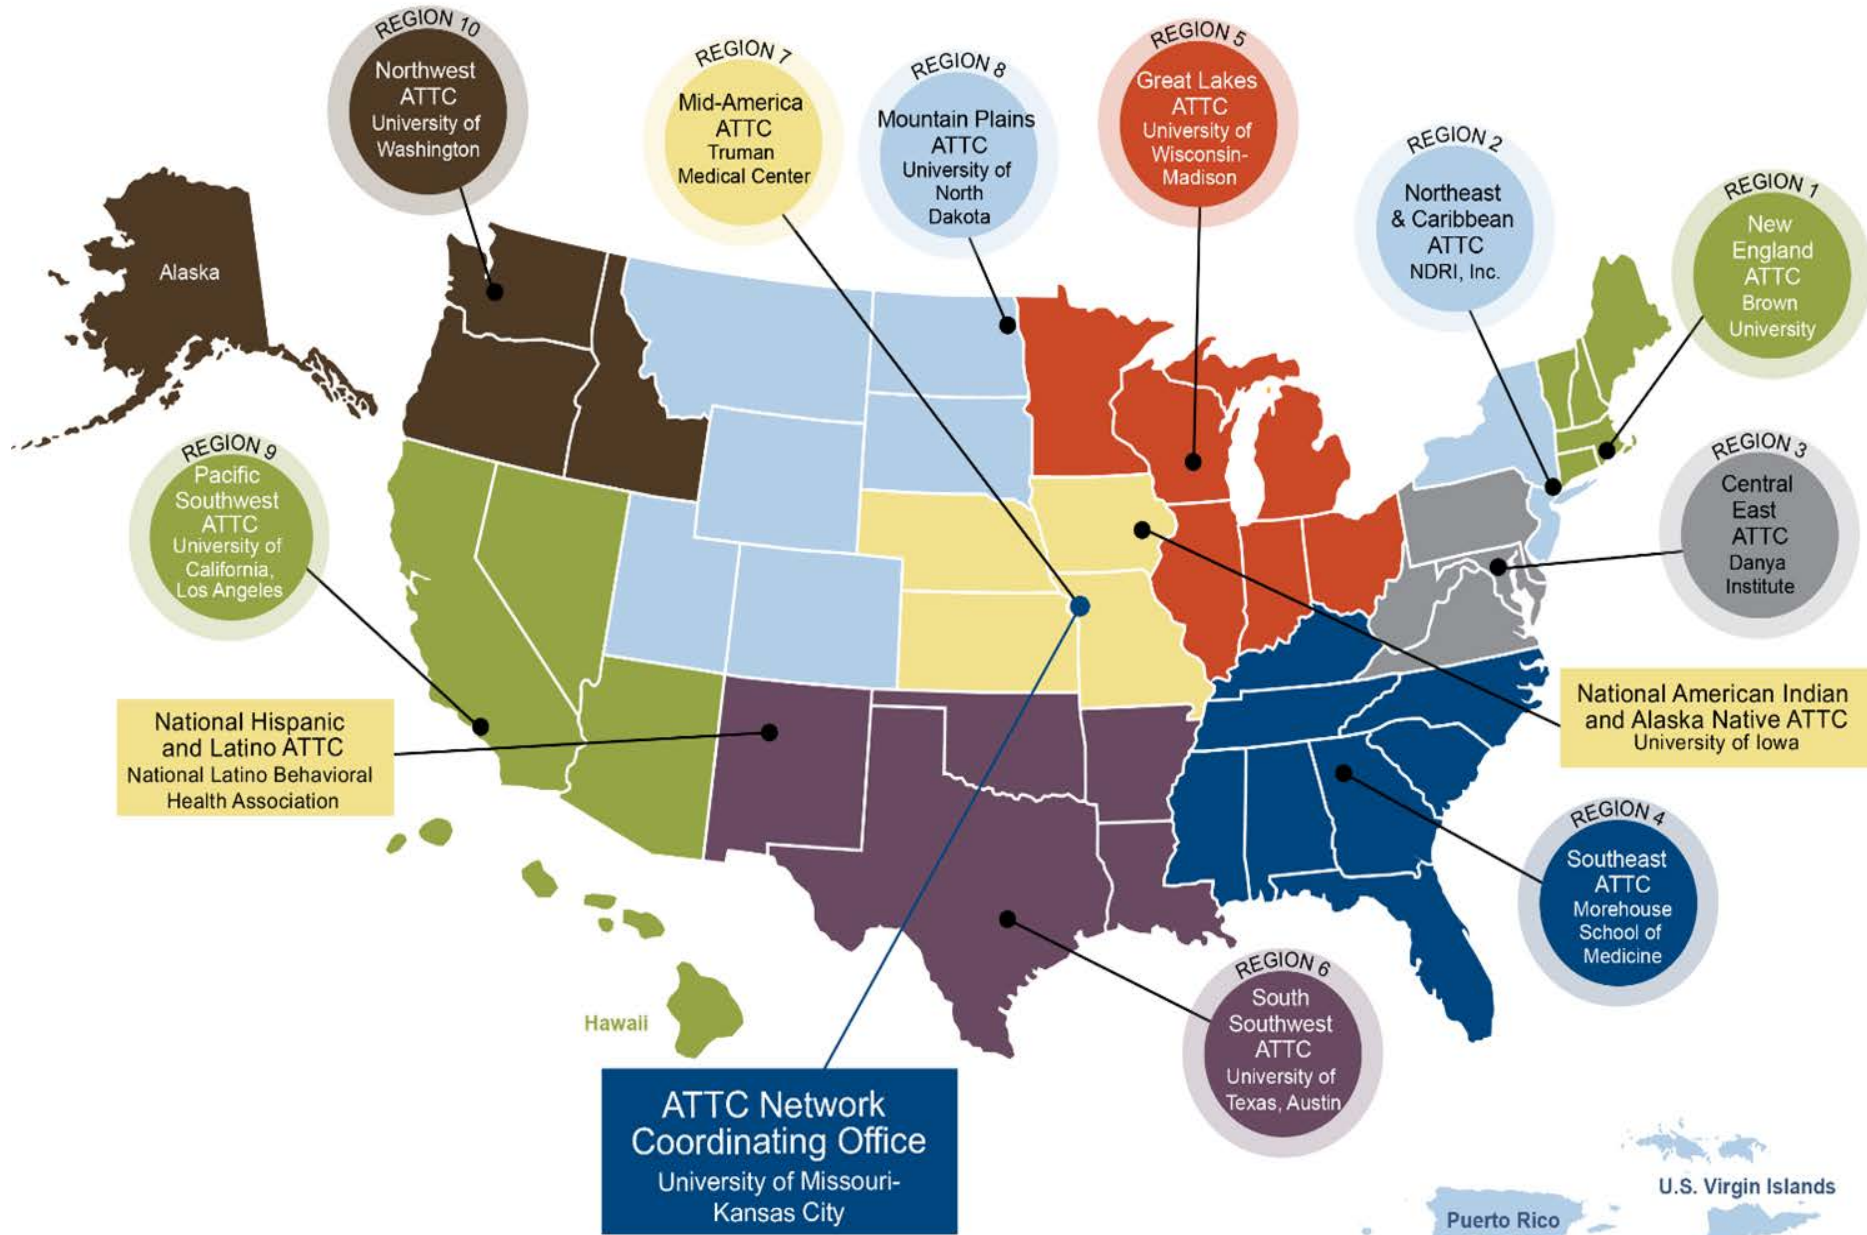 REGION 10
Northwest
ATTC
University of
Washington
REGION 7
Mid-America
ATTC
Truman
Medical Center
REGION 8
Mountain Plains
ATTC
University of
North
Dakota
REGION 5
Great Lakes
ATTC
University of
Wisconsin-
Madison
REGION 2
Northeast
& Caribbean
ATTC
NDRI, Inc.
REGION 1
New
England
ATTC
Brown
University
Alaska
REGION 9
Pacific
Southwest
ATTC
University of
California,
Los Angeles
REGION 3
Central
East
ATTC
Danya
Institute
National Hispanic
and Latino ATTC
National Latino Behavioral
Health Association
National American Indian
and Alaska Native ATTC
University of Iowa
REGION 4
Southeast
ATTC
Morehouse
School of
Medicine
REGION 6
South
Southwest
ATTC
University of
Texas, Austin
Hawaii
ATTC Network
Coordinating Office
University of Missouri-
Kansas City
U.S. Virgin Islands
Puerto Rico